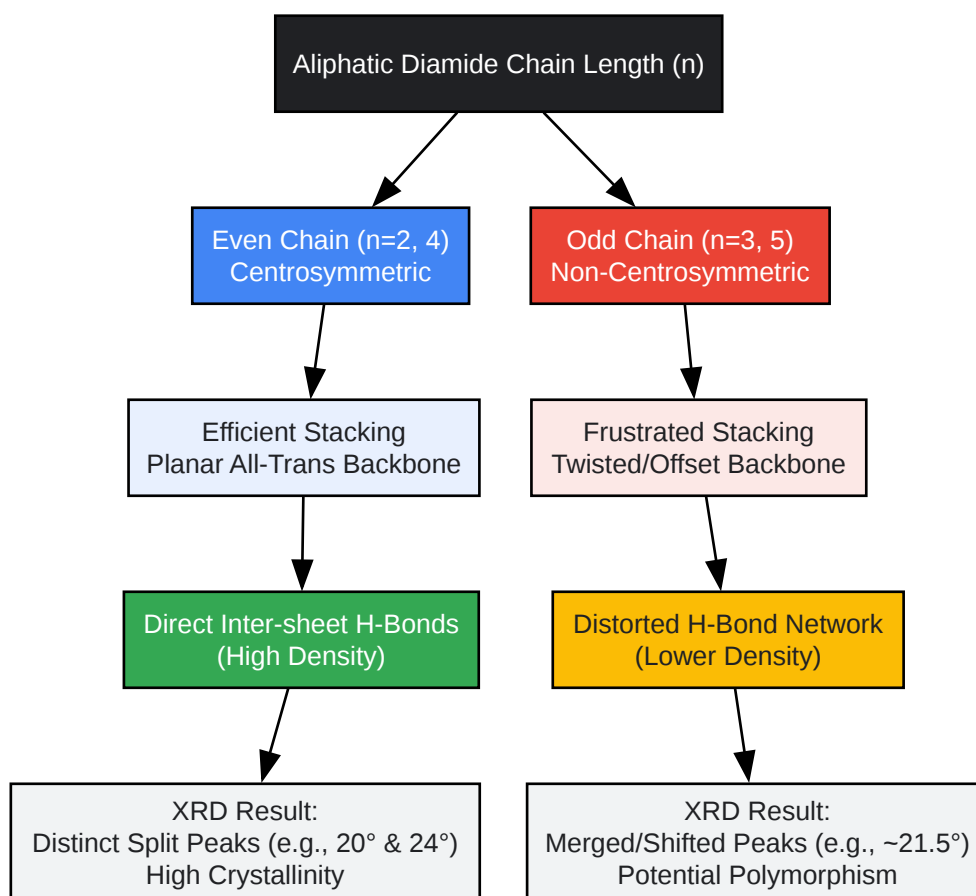 Aliphatic Diamide Chain Length (n)
Even Chain (n=2, 4)
Centrosymmetric
Odd Chain (n=3, 5)
Non-Centrosymmetric
Efficient Stacking
Planar All-Trans Backbone
Frustrated Stacking
Twisted/Offset Backbone
Direct Inter-sheet H-Bonds
(High Density)
Distorted H-Bond Network
(Lower Density)
XRD Result:
Distinct Split Peaks (e.g., 20° & 24°)
High Crystallinity
XRD Result:
Merged/Shifted Peaks (e.g., ~21.5°)
Potential Polymorphism